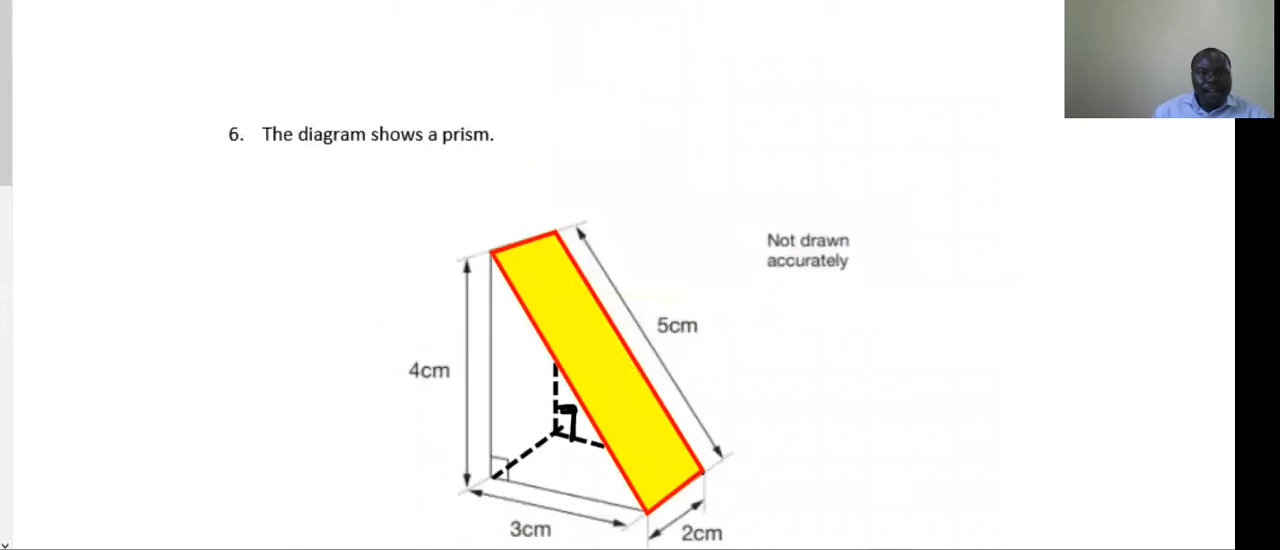 6. The diagram shows a prism.
Not drawn
accurately
5cm
4cm
3cm
2cm